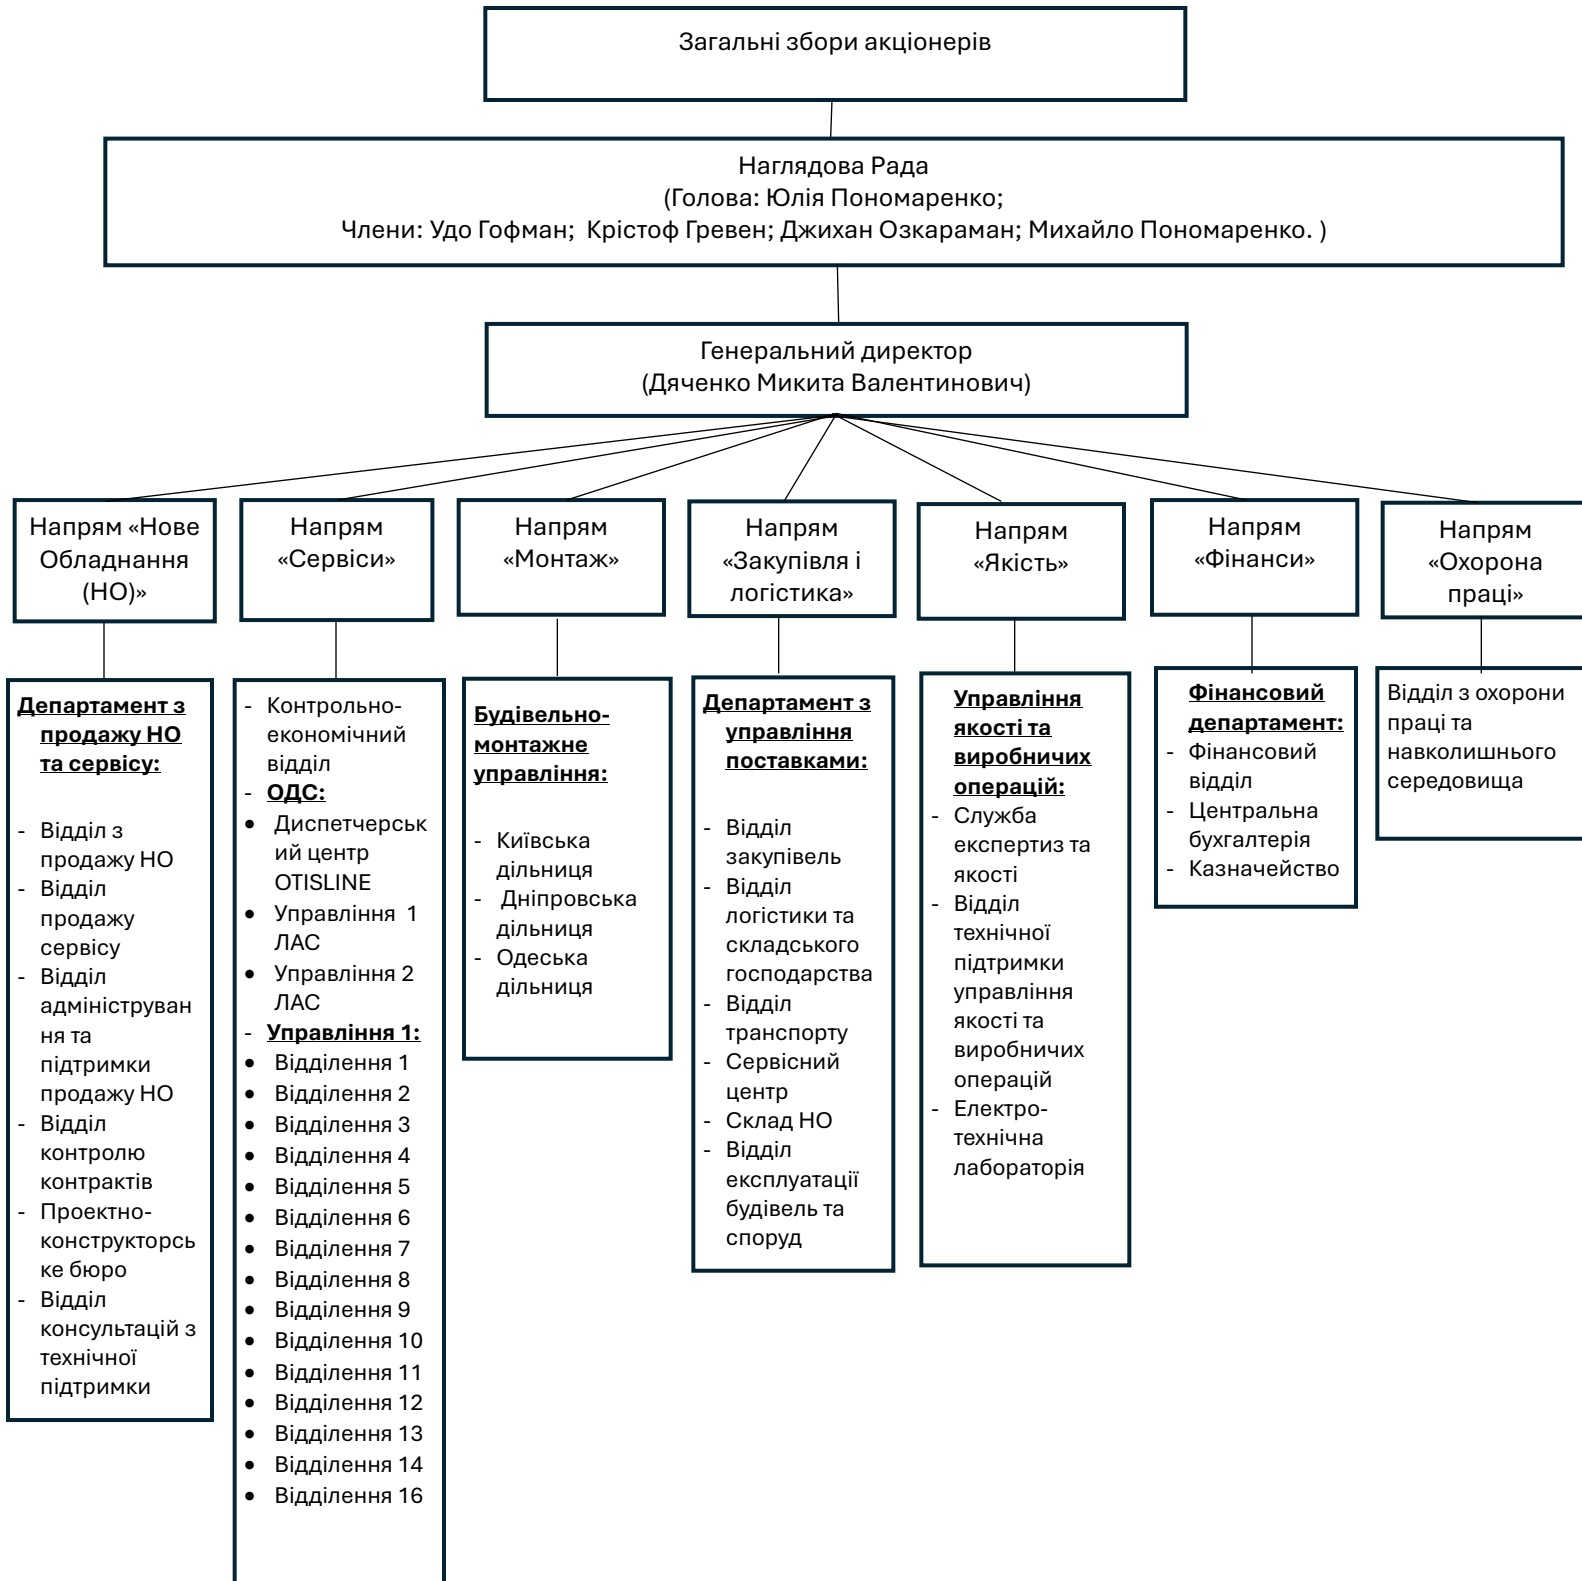 Загальні збори акціонерів
Наглядова Рада
(Голова: Юлія Пономаренко;
Члени: Удо Гофман;  Крістоф Гревен; Джихан Озкараман; Михайло Пономаренко. )
Генеральний директор
(Дяченко Микита Валентинович)
Напрям «Нове
Обладнання
(НО)»
Напрям
«Сервіси»
Напрям
«Монтаж»
Напрям
«Закупівля і
логістика»
Напрям
«Якість»
Напрям
«Фінанси»
Напрям
«Охорона
праці»
Департамент з
продажу НО
та сервісу:
- Відділ з
продажу НО
- Відділ
продажу
сервісу
- Відділ
адмініструван
ня та
підтримки
продажу НО
- Відділ
контролю
контрактів
- Проектно-
конструкторсь
ке бюро
- Відділ
консультацій з
технічної
підтримки
- Контрольно-
економічний
відділ
- ОДС:
• Диспетчерськ
ий центр
OTISLINE
• Управління  1
ЛАС
• Управління 2
ЛАС
- Управління 1:
• Відділення 1
• Відділення 2
• Відділення 3
• Відділення 4
• Відділення 5
• Відділення 6
• Відділення 7
• Відділення 8
• Відділення 9
• Відділення 10
• Відділення 11
• Відділення 12
• Відділення 13
• Відділення 14
• Відділення 16
Будівельно-
монтажне
управління:
- Київська
дільниця
- Дніпровська
дільниця
- Одеська
дільниця
Департамент з
управління
поставками:
- Відділ
закупівель
- Відділ
логістики та
складського
господарства
- Відділ
транспорту
- Сервісний
центр
- Склад НО
- Відділ
експлуатації
будівель та
споруд
Управління
якості та
виробничих
операцій:
- Служба
експертиз та
якості
- Відділ
технічної
підтримки
управління
якості та
виробничих
операцій
- Електро-
технічна
лабораторія
Фінансовий
департамент:
- Фінансовий
відділ
- Центральна
бухгалтерія
- Казначейство
Відділ з охорони
праці та
навколишнього
середовища